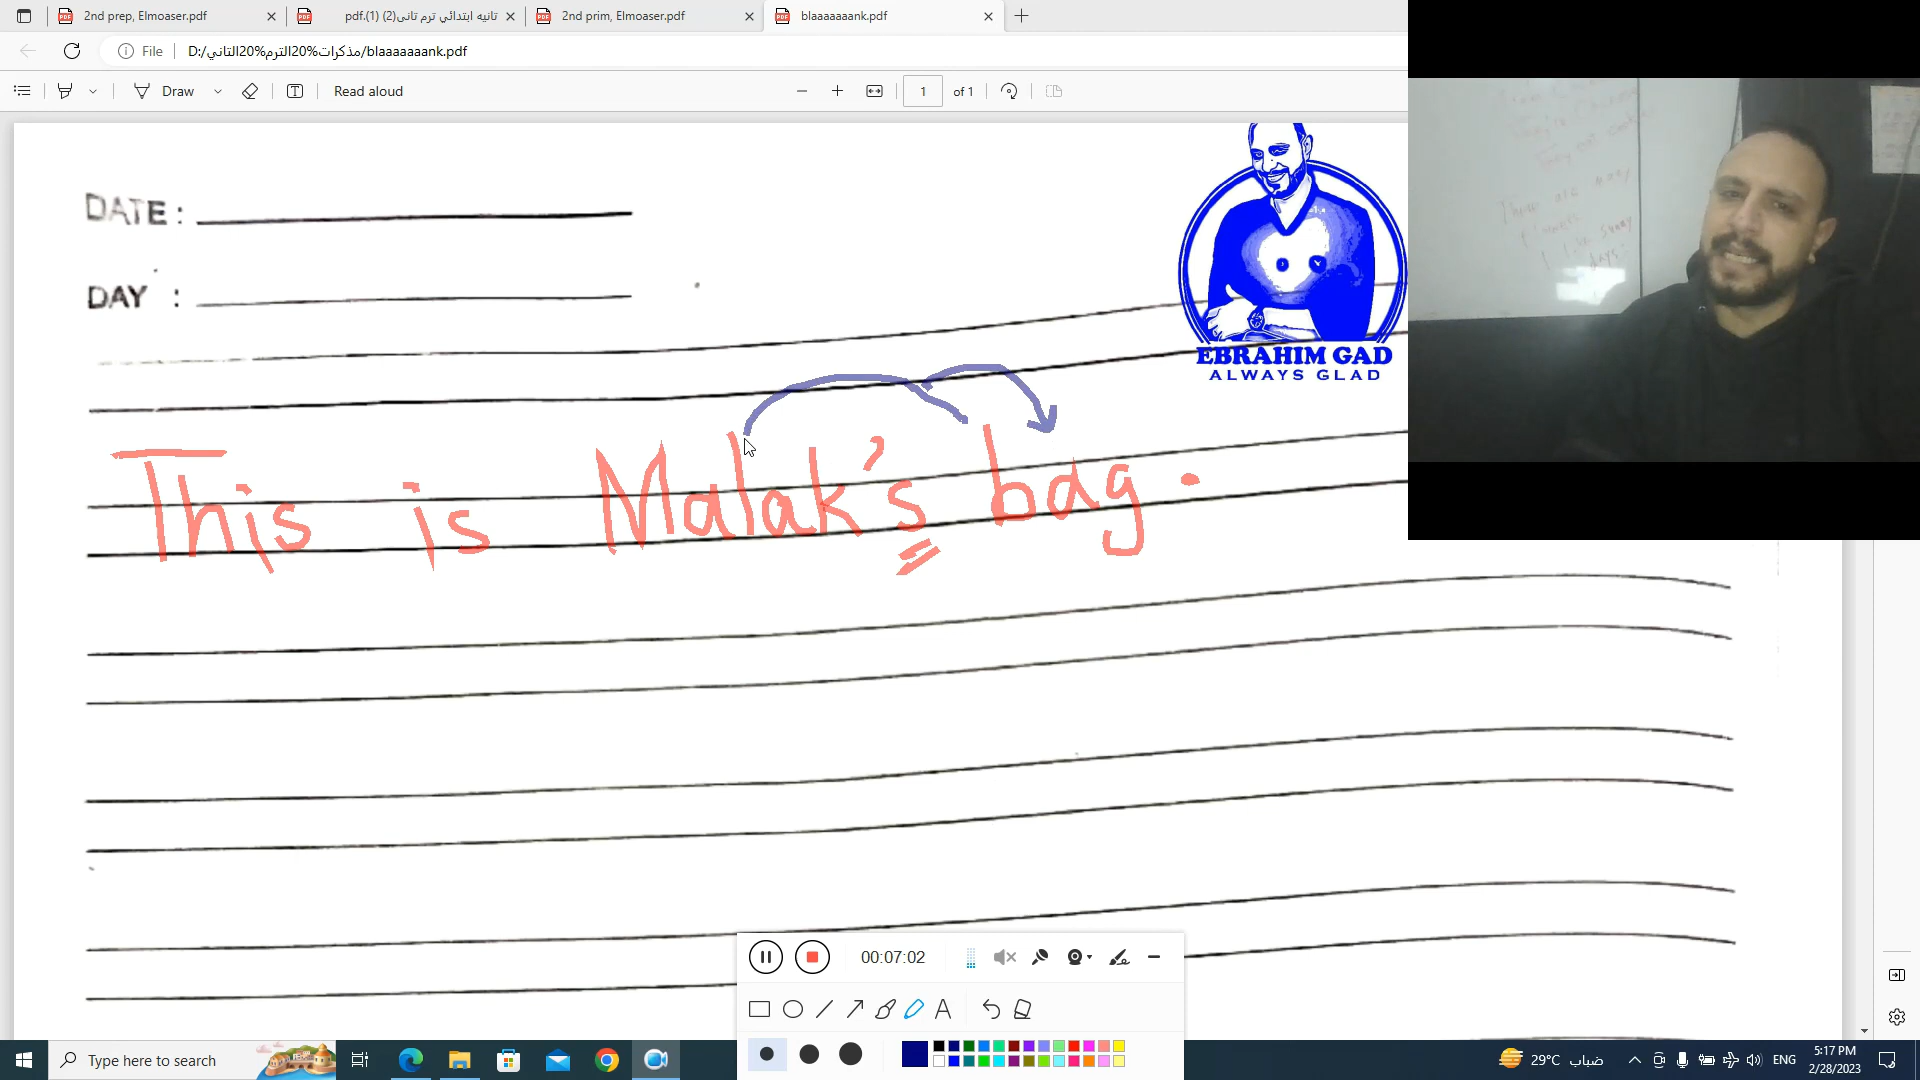 2nd prep, Elmoaser.pdf
ثانيه ابتدائي ترم تانى(2) (1).pdf
2nd prim, Elmoaser.pdf
blaaaaaaank.pdf
File
D:/مذكرات%20الترم%20التاني/blaaaaaaank.pdf
Draw
Read aloud
1 of 1
DATE :
DAY :
EBRAHIM GAD
ALWAYS GLAD
This is Malak's bag.
00:07:02
A
Type here to search
29°C ضباب
ENG
5:17 PM
2/28/2023